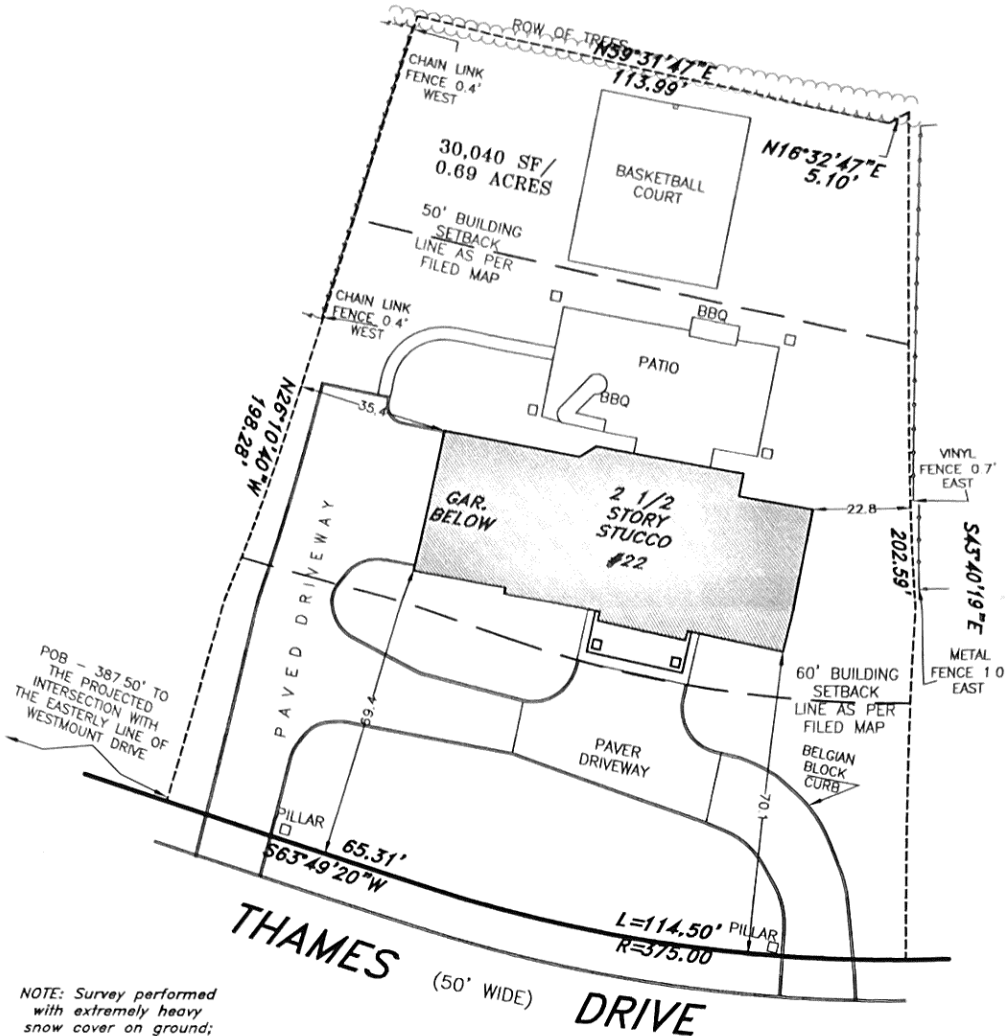 ROW OF TREES
N59°31'47"E
113.99'
CHAIN LINK
FENCE 0.4'
WEST
N16°32'47"E
5.10'
30,040 SF/
0.69 ACRES
BASKETBALL
COURT
50' BUILDING
SETBACK
LINE AS PER
FILED MAP
CHAIN LINK
FENCE 0 4'
WEST
BBQ
PATIO
BBQ
35.4
N26°10'40"W
198.28'
VINYL
FENCE 0.7'
EAST
GAR.
BELOW
2 1/2
STORY
STUCCO
#22
22.8
202.59'
S43°40'19"E
PAVED DRIVEWAY
METAL
FENCE 1 0
EAST
POB - 387 50' TO
THE PROJECTED
INTERSECTION WITH
THE EASTERLY LINE OF
WESTMOUNT DRIVE
60' BUILDING
SETBACK
LINE AS PER
FILED MAP
69.4
PAVER
DRIVEWAY
BELGIAN
BLOCK
CURB
70.1
PILLAR
65.31'
S63°49'20"W
L=114.50'
R=375.00
PILLAR
THAMES (50' WIDE) DRIVE
NOTE: Survey performed
with extremely heavy
snow cover on ground;